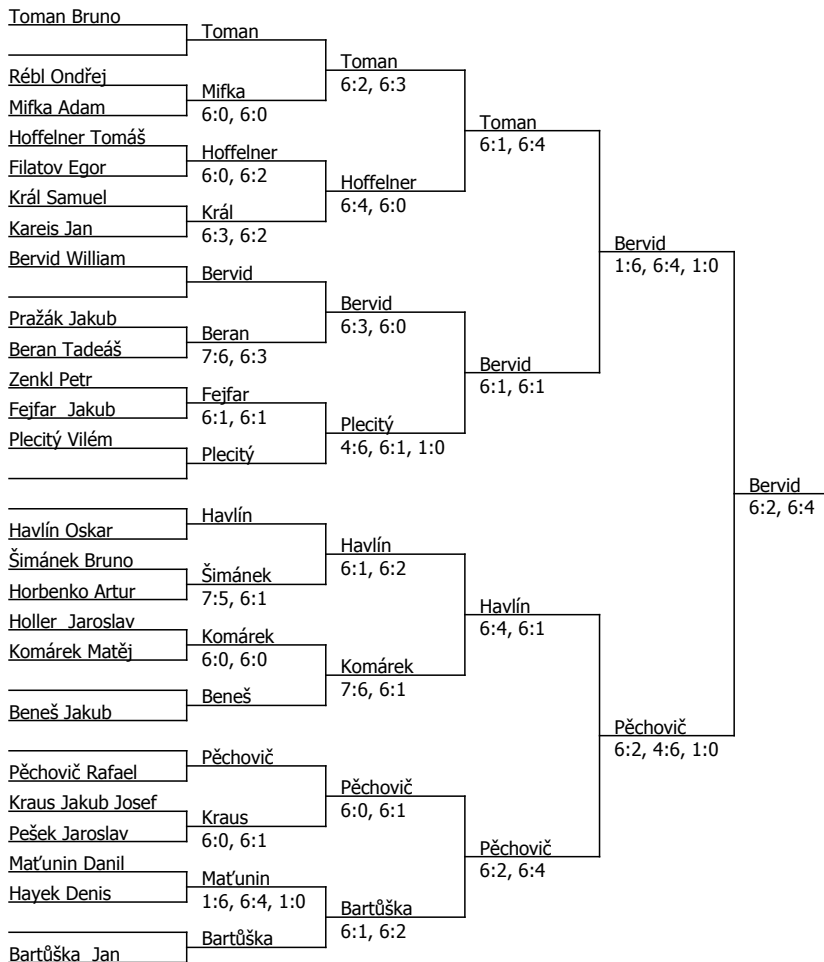 Toman Bruno
Rébl Ondřej
Mifka Adam
Hoffelner Tomáš
Filatov Egor
Král Samuel
Kareis Jan
Bervid William
Pražák Jakub
Beran Tadeáš
Zenkl Petr
Fejfar  Jakub
Plecitý Vilém
Havlín Oskar
Šimánek Bruno
Horbenko Artur
Holler  Jaroslav
Komárek Matěj
Beneš Jakub
Pěchovič Rafael
Kraus Jakub Josef
Pešek Jaroslav
Maťunin Danil
Hayek Denis
Bartůška  Jan
Toman
Mifka
6:0, 6:0
Hoffelner
6:0, 6:2
Král
6:3, 6:2
Bervid
Beran
7:6, 6:3
Fejfar
6:1, 6:1
Plecitý
Havlín
Šimánek
7:5, 6:1
Komárek
6:0, 6:0
Beneš
Pěchovič
Kraus
6:0, 6:1
Maťunin
1:6, 6:4, 1:0
Bartůška
Toman
6:2, 6:3
Hoffelner
6:4, 6:0
Bervid
6:3, 6:0
Plecitý
4:6, 6:1, 1:0
Havlín
6:1, 6:2
Komárek
7:6, 6:1
Pěchovič
6:0, 6:1
Bartůška
6:1, 6:2
Toman
6:1, 6:4
Bervid
6:1, 6:1
Havlín
6:4, 6:1
Pěchovič
6:2, 6:4
Bervid
1:6, 6:4, 1:0
Pěchovič
6:2, 4:6, 1:0
Bervid
6:2, 6:4